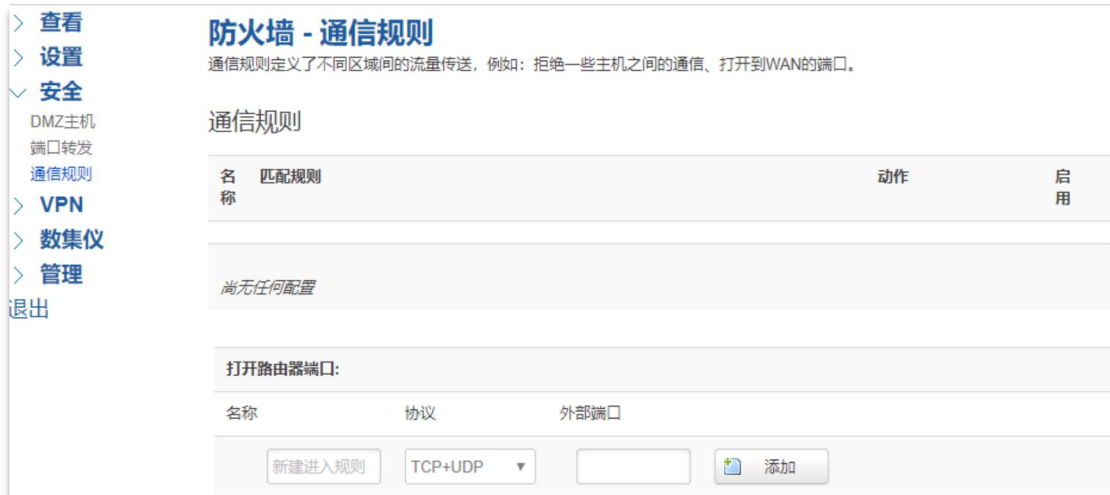 查看
设置
安全
DMZ主机
端口转发
通信规则
VPN
数集仪
管理
退出
防火墙 - 通信规则
通信规则定义了不同区域间的流量传送，例如：拒绝一些主机之间的通信、打开到WAN的端口。
通信规则
名称 匹配规则 动作 启用
尚无任何配置
打开路由器端口:
名称 协议 外部端口
新建进入规则 TCP+UDP 添加